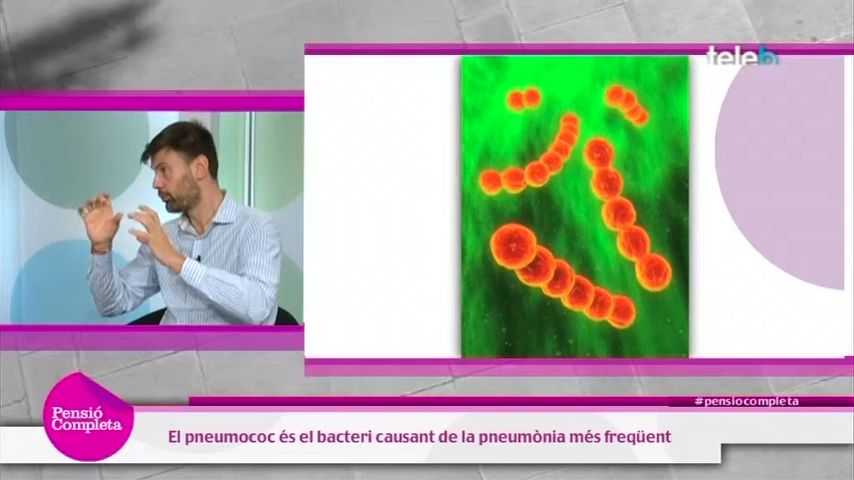 teleb
#pensiocompleta
Pensió
Completa
El pneumococ és el bacteri causant de la pneumònia més freqüent